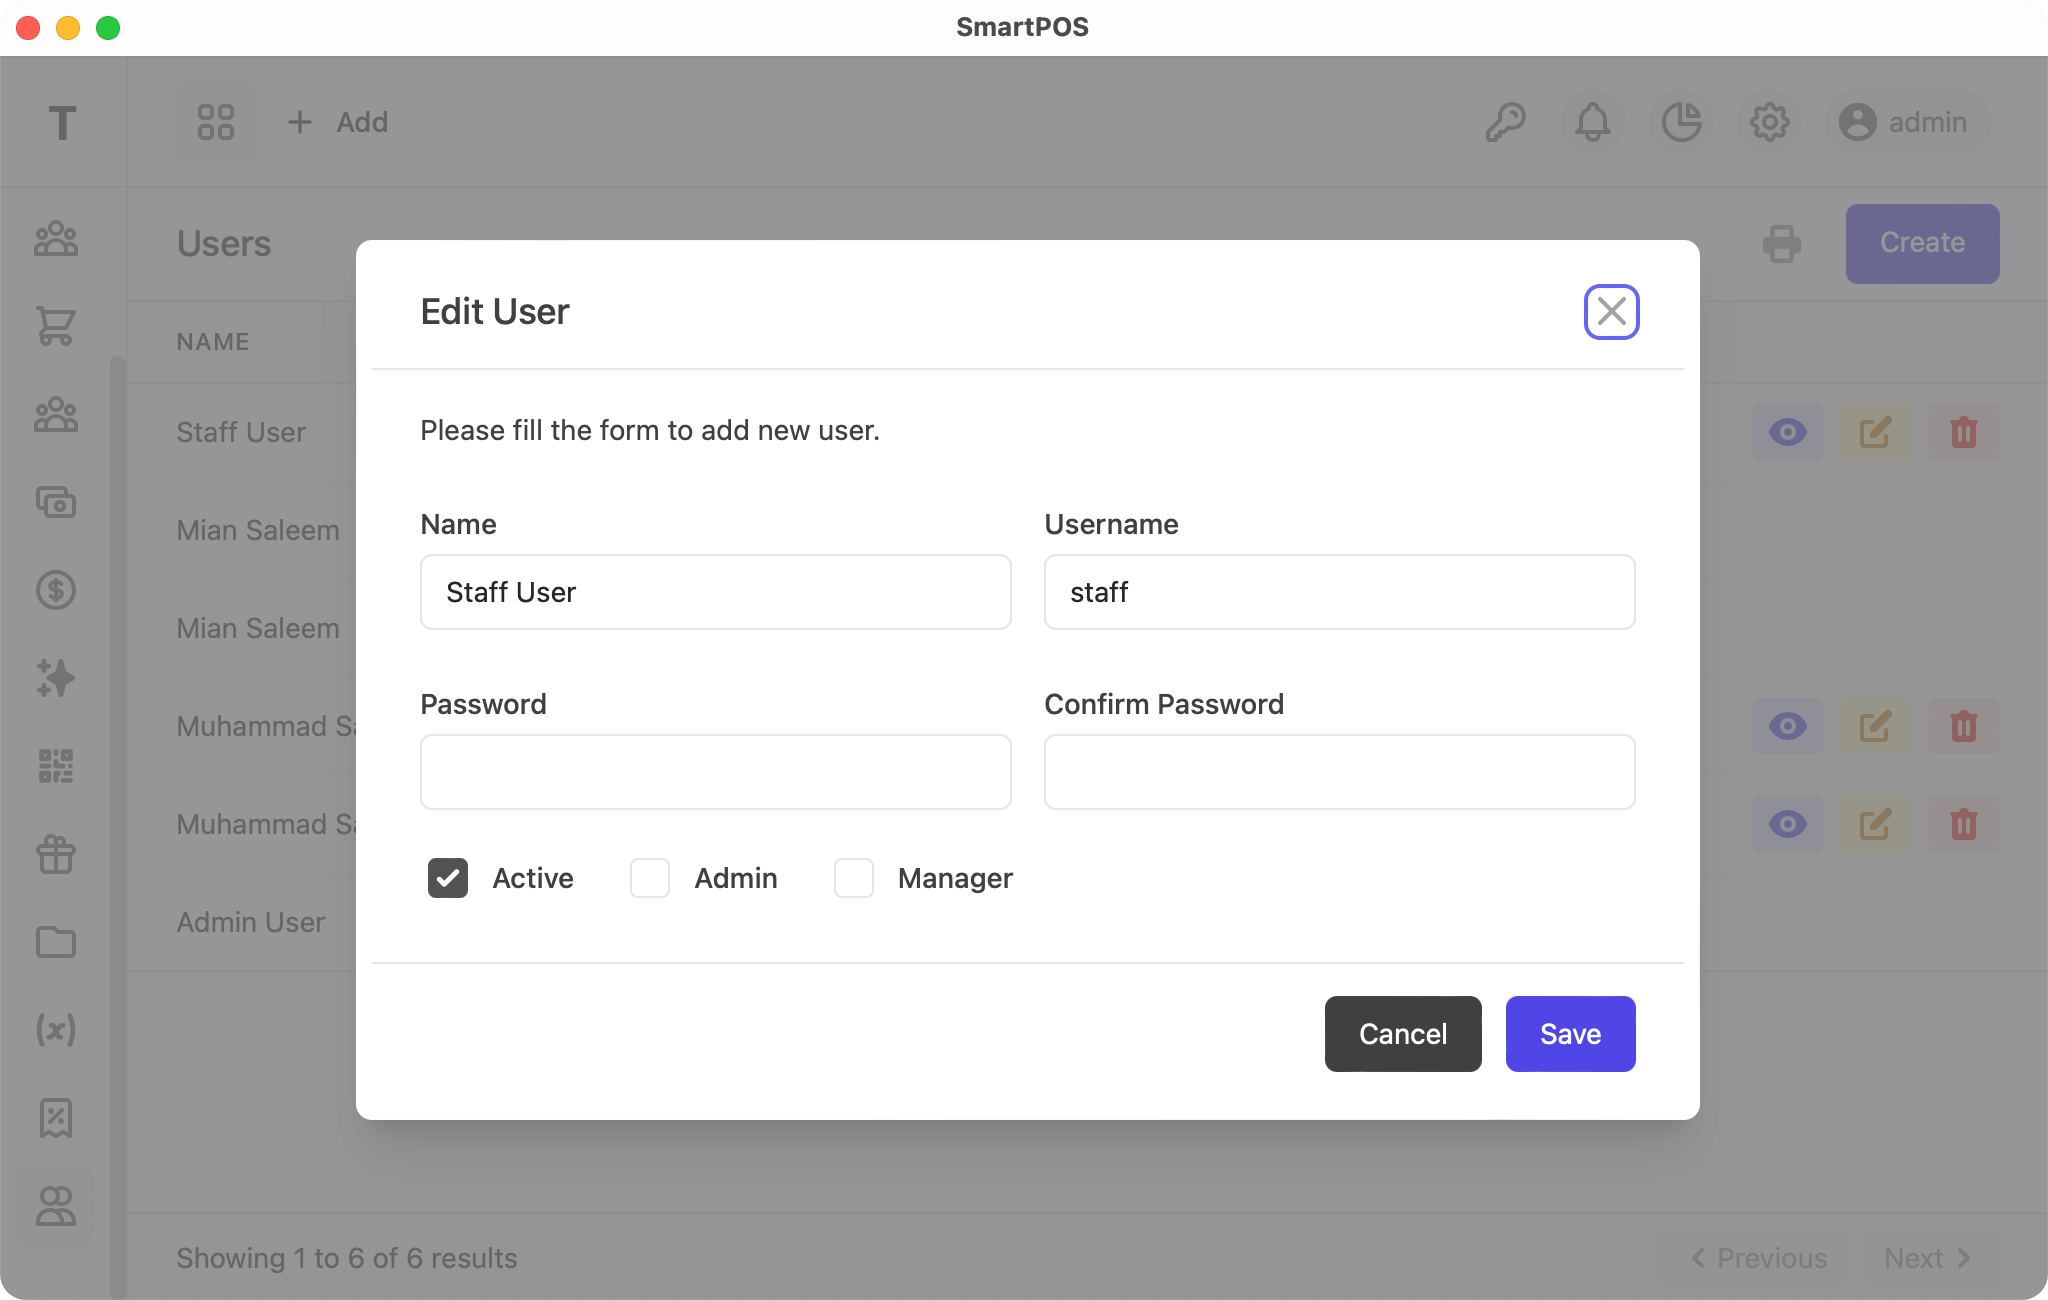 SmartPOS
T
Add
admin
Users
Create
NAME
Staff User
Mian Saleem
Mian Saleem
Muhammad Sa
Muhammad Sa
Admin User
Edit User
Please fill the form to add new user.
Name
Username
Staff User
staff
Password
Confirm Password
Active
Admin
Manager
Cancel
Save
Showing 1 to 6 of 6 results
Previous
Next